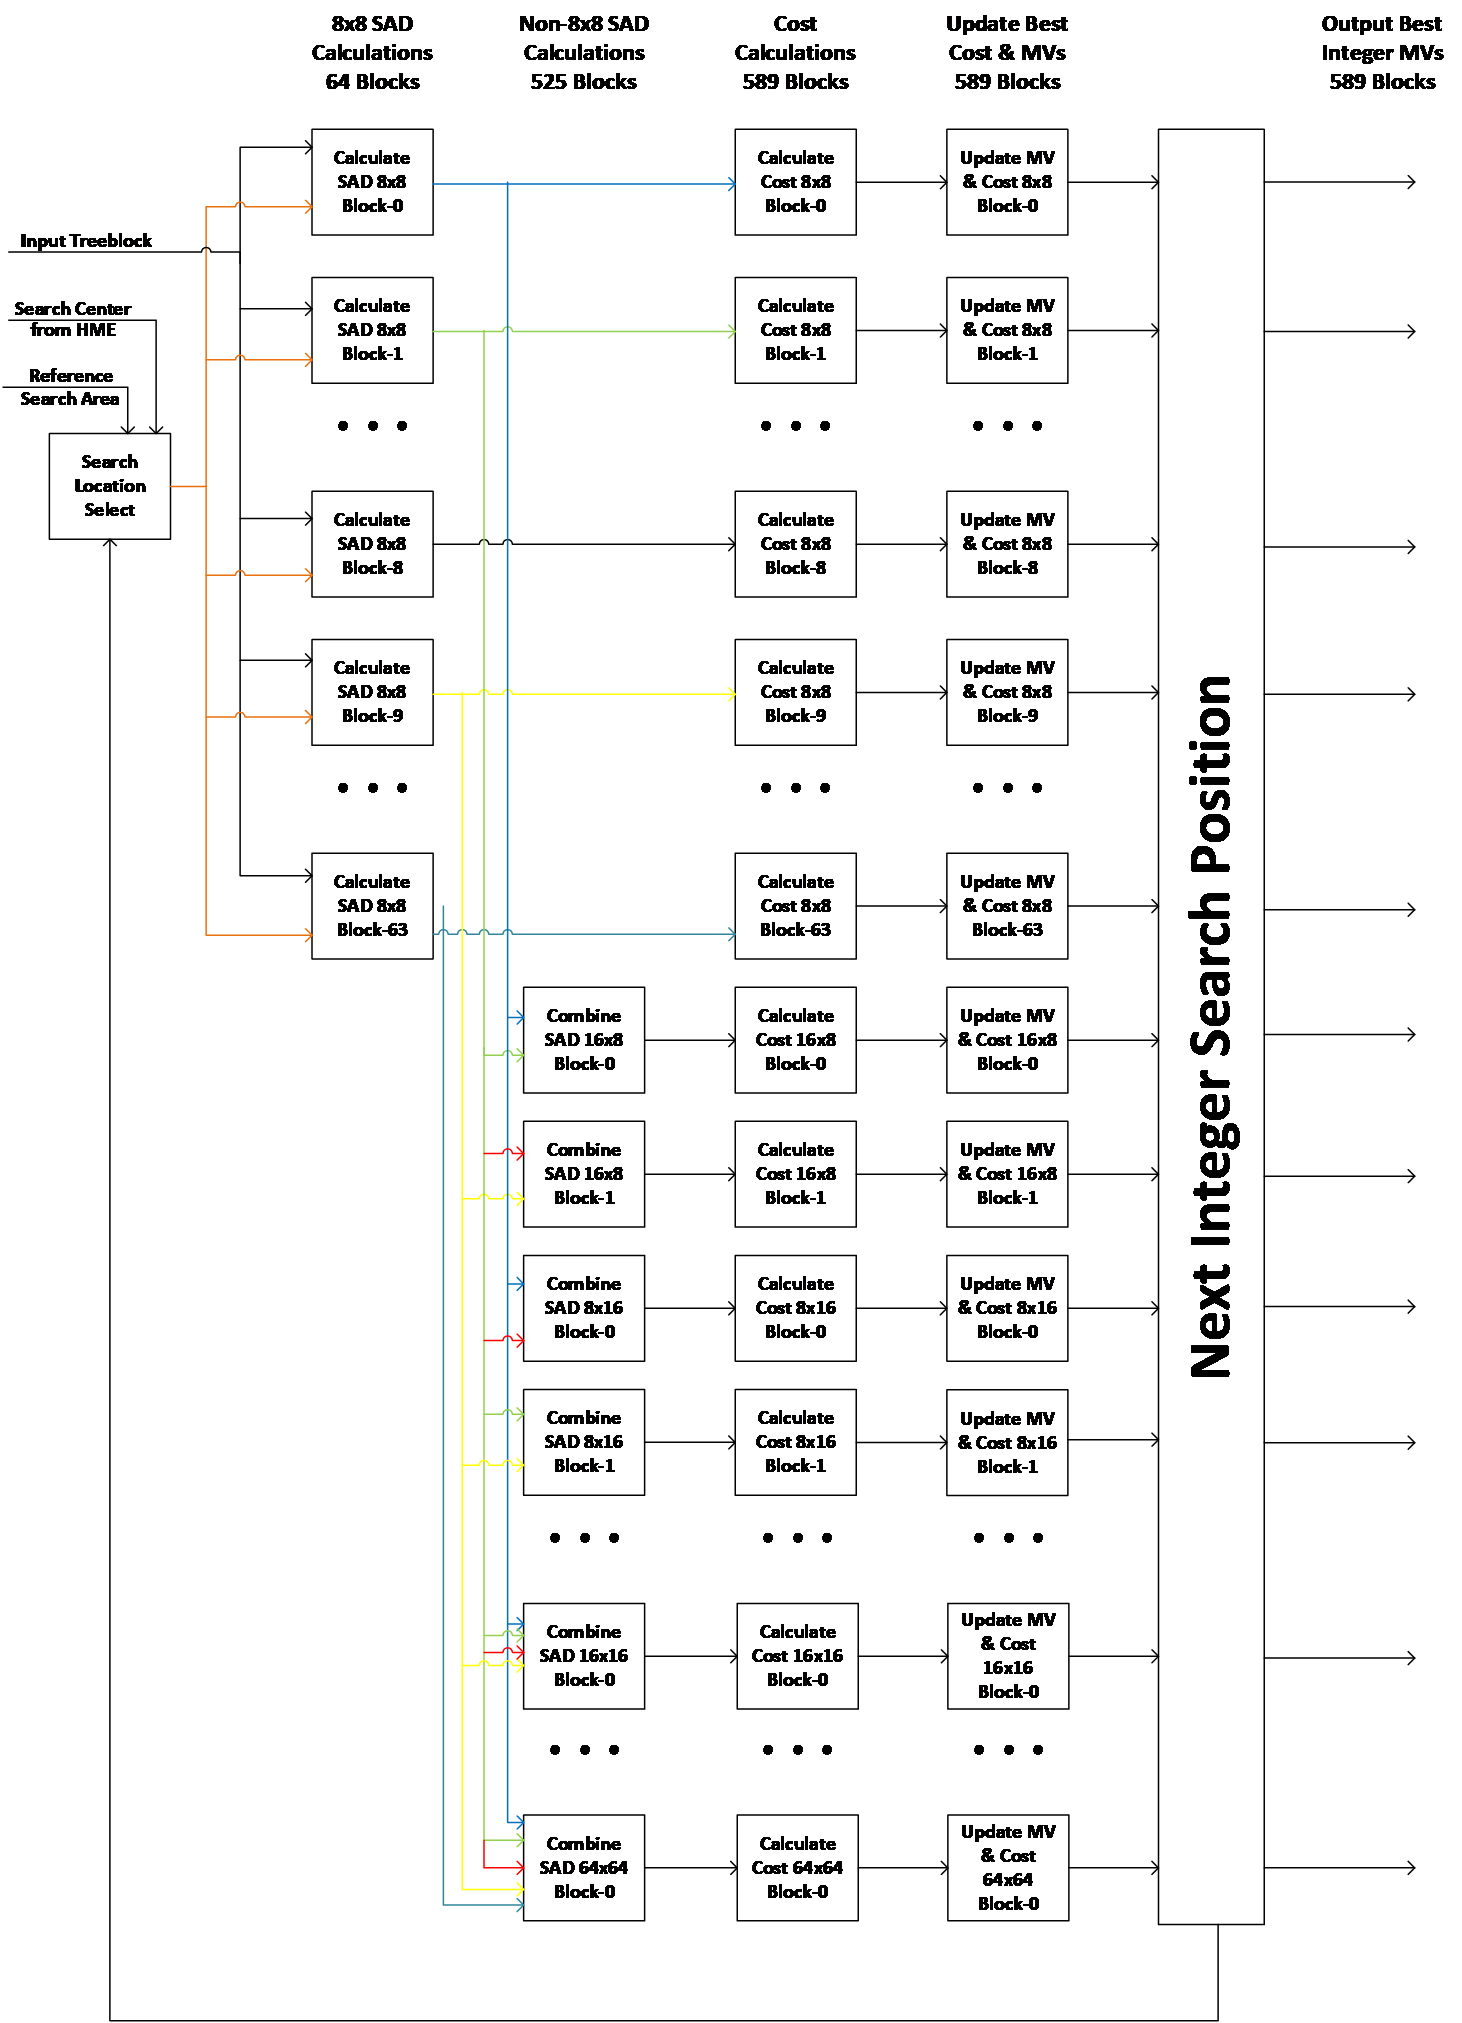 8x8 SAD
Calculations
64 Blocks
Non-8x8 SAD
Calculations
525 Blocks
Cost
Calculations
589 Blocks
Update Best
Cost & MVs
589 Blocks
Output Best
Integer MVs
589 Blocks
Input Treeblock
Search Center
from HME
Reference
Search Area
Search
Location
Select
Calculate
SAD 8x8
Block-0
Calculate
Cost 8x8
Block-0
Update MV
& Cost 8x8
Block-0
Calculate
SAD 8x8
Block-1
Calculate
Cost 8x8
Block-1
Update MV
& Cost 8x8
Block-1
Calculate
SAD 8x8
Block-8
Calculate
Cost 8x8
Block-8
Update MV
& Cost 8x8
Block-8
Calculate
SAD 8x8
Block-9
Calculate
Cost 8x8
Block-9
Update MV
& Cost 8x8
Block-9
Calculate
SAD 8x8
Block-63
Calculate
Cost 8x8
Block-63
Update MV
& Cost 8x8
Block-63
Combine
SAD 16x8
Block-0
Calculate
Cost 16x8
Block-0
Update MV
& Cost 16x8
Block-0
Combine
SAD 16x8
Block-1
Calculate
Cost 16x8
Block-1
Update MV
& Cost 16x8
Block-1
Combine
SAD 8x16
Block-0
Calculate
Cost 8x16
Block-0
Update MV
& Cost 8x16
Block-0
Combine
SAD 8x16
Block-1
Calculate
Cost 8x16
Block-1
Update MV
& Cost 8x16
Block-1
Combine
SAD 16x16
Block-0
Calculate
Cost 16x16
Block-0
Update MV
& Cost
16x16
Block-0
Combine
SAD 64x64
Block-0
Calculate
Cost 64x64
Block-0
Update MV
& Cost
64x64
Block-0
Next Integer Search Position